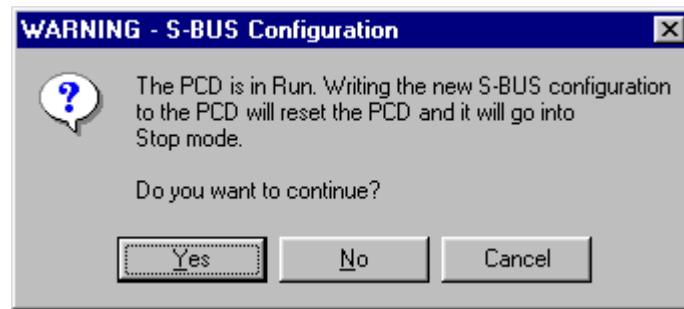 WARNING - S-BUS Configuration
The PCD is in Run. Writing the new S-BUS configuration
to the PCD will reset the PCD and it will go into
Stop mode.
Do you want to continue?
Yes
No
Cancel